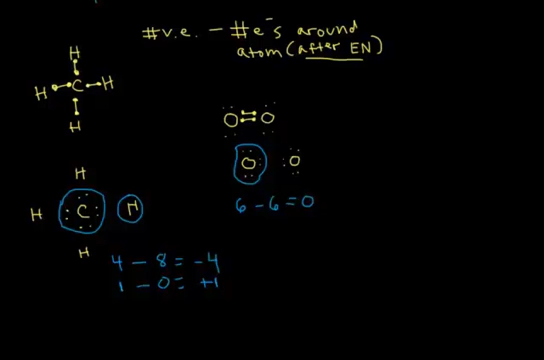 #v.e. - #e⁻s around
atom (after EN)
H
H C H
H
O = O
O O
6 - 6 = 0
H
H C H
H
4 - 8 = -4
1 - 0 = +1